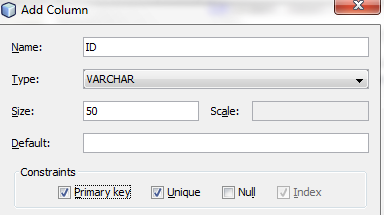 Add Column
Name: ID
Type: VARCHAR
Size: 50 Scale:
Default:
Constraints
Primary key Unique Null Index